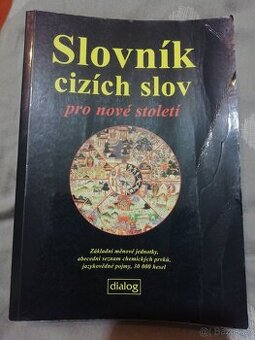 Slovník
cizích slov
pro nové století
Základní měnové jednotky,
abecední seznam chemických prvků,
jazykovědné pojmy, 30 000 hesel
dialog